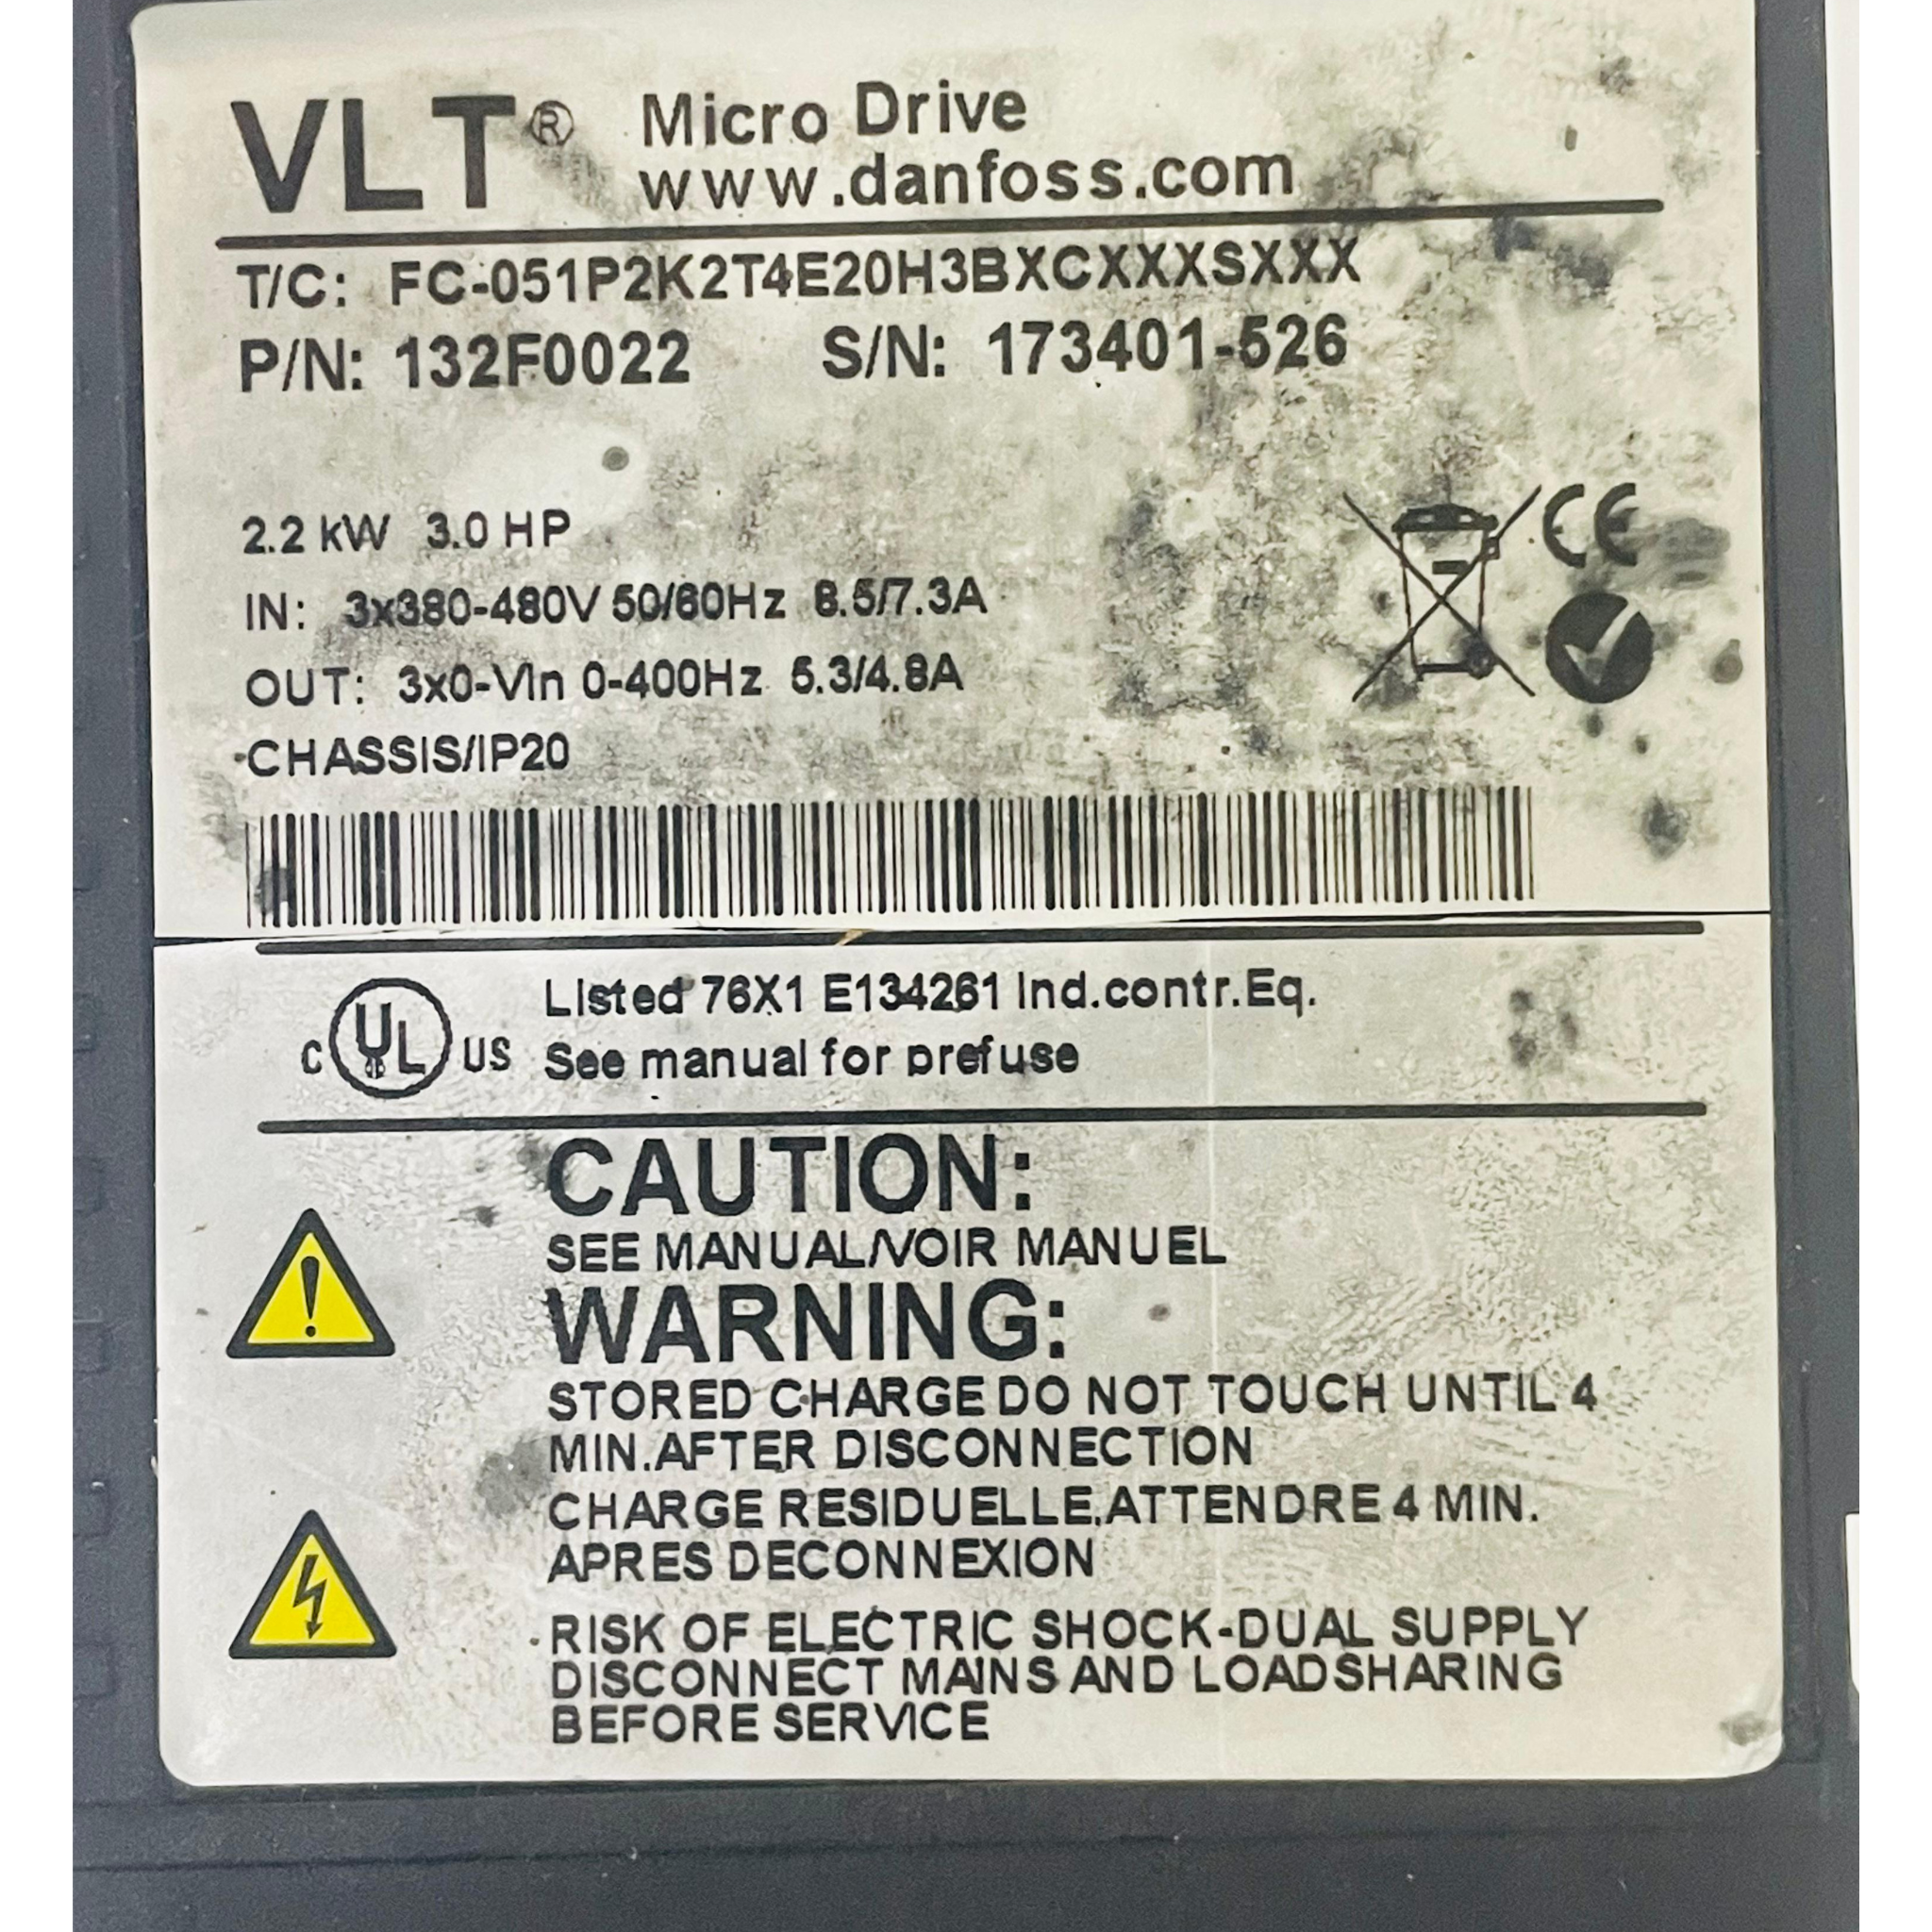 VLT® Micro Drive
www.danfoss.com
T/C: FC-051P2K2T4E20H3BXCXXXSXXX
P/N: 132F0022 S/N: 173401-526
2.2 kW 3.0 HP
IN: 3x380-480V 50/60Hz 8.5/7.3A
OUT: 3x0-Vin 0-400Hz 5.3/4.8A
CHASSIS/IP20
CE
c UL US Listed 76X1 E134261 Ind.contr.Eq.
See manual for prefuse
CAUTION:
SEE MANUAL/VOIR MANUEL
WARNING:
STORED CHARGE DO NOT TOUCH UNTIL 4
MIN.AFTER DISCONNECTION
CHARGE RESIDUELLE,ATTENDRE 4 MIN.
APRES DECONNEXION
RISK OF ELECTRIC SHOCK-DUAL SUPPLY
DISCONNECT MAINS AND LOADSHARING
BEFORE SERVICE